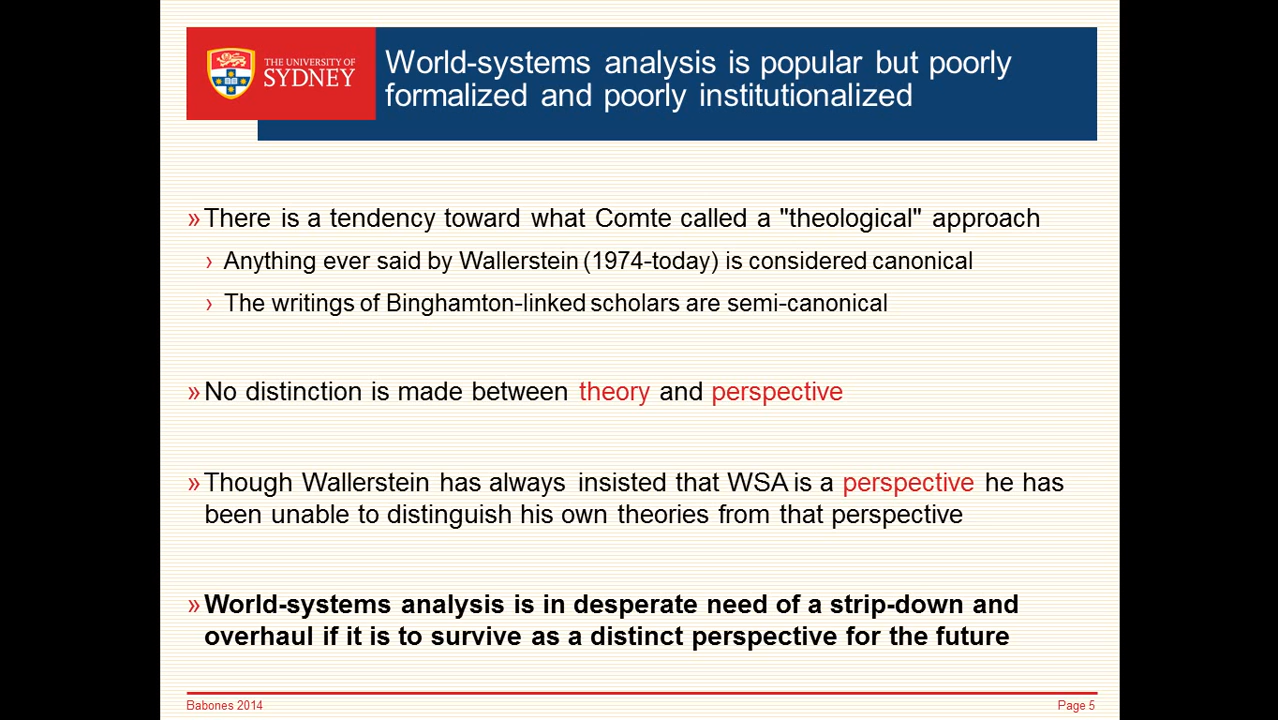 THE UNIVERSITY OF
SYDNEY
World-systems analysis is popular but poorly
formalized and poorly institutionalized
»There is a tendency toward what Comte called a "theological" approach
› Anything ever said by Wallerstein (1974-today) is considered canonical
› The writings of Binghamton-linked scholars are semi-canonical
»No distinction is made between theory and perspective
»Though Wallerstein has always insisted that WSA is a perspective he has
been unable to distinguish his own theories from that perspective
»World-systems analysis is in desperate need of a strip-down and
overhaul if it is to survive as a distinct perspective for the future
Babones 2014
Page 5